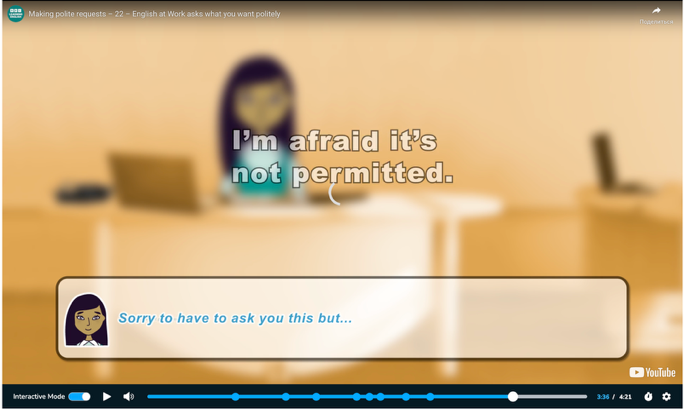 Making polite requests – 22 – English at Work asks what you want politely
Поделиться
I'm afraid it's
not permitted.
Sorry to have to ask you this but...
YouTube
Interactive Mode
3:36 / 4:21